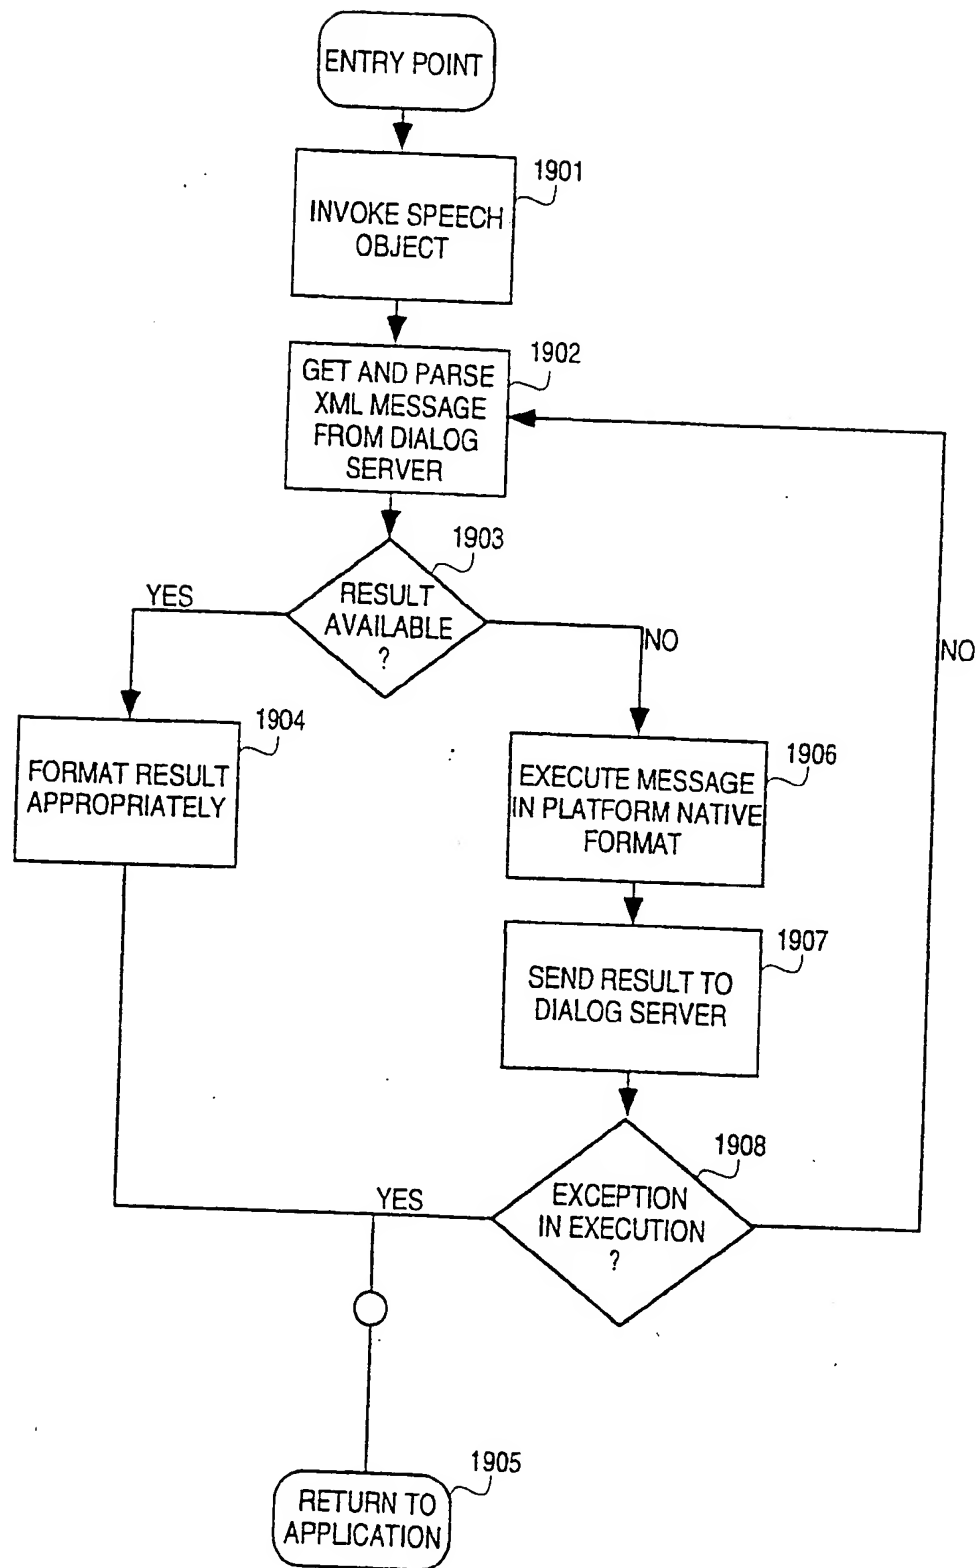 ENTRY POINT
1901
INVOKE SPEECH
OBJECT
1902
GET AND PARSE
XML MESSAGE
FROM DIALOG
SERVER
1903
RESULT
AVAILABLE
?
YES
NO
NO
1904
FORMAT RESULT
APPROPRIATELY
1906
EXECUTE MESSAGE
IN PLATFORM NATIVE
FORMAT
1907
SEND RESULT TO
DIALOG SERVER
1908
EXCEPTION
IN EXECUTION
?
YES
1905
RETURN TO
APPLICATION